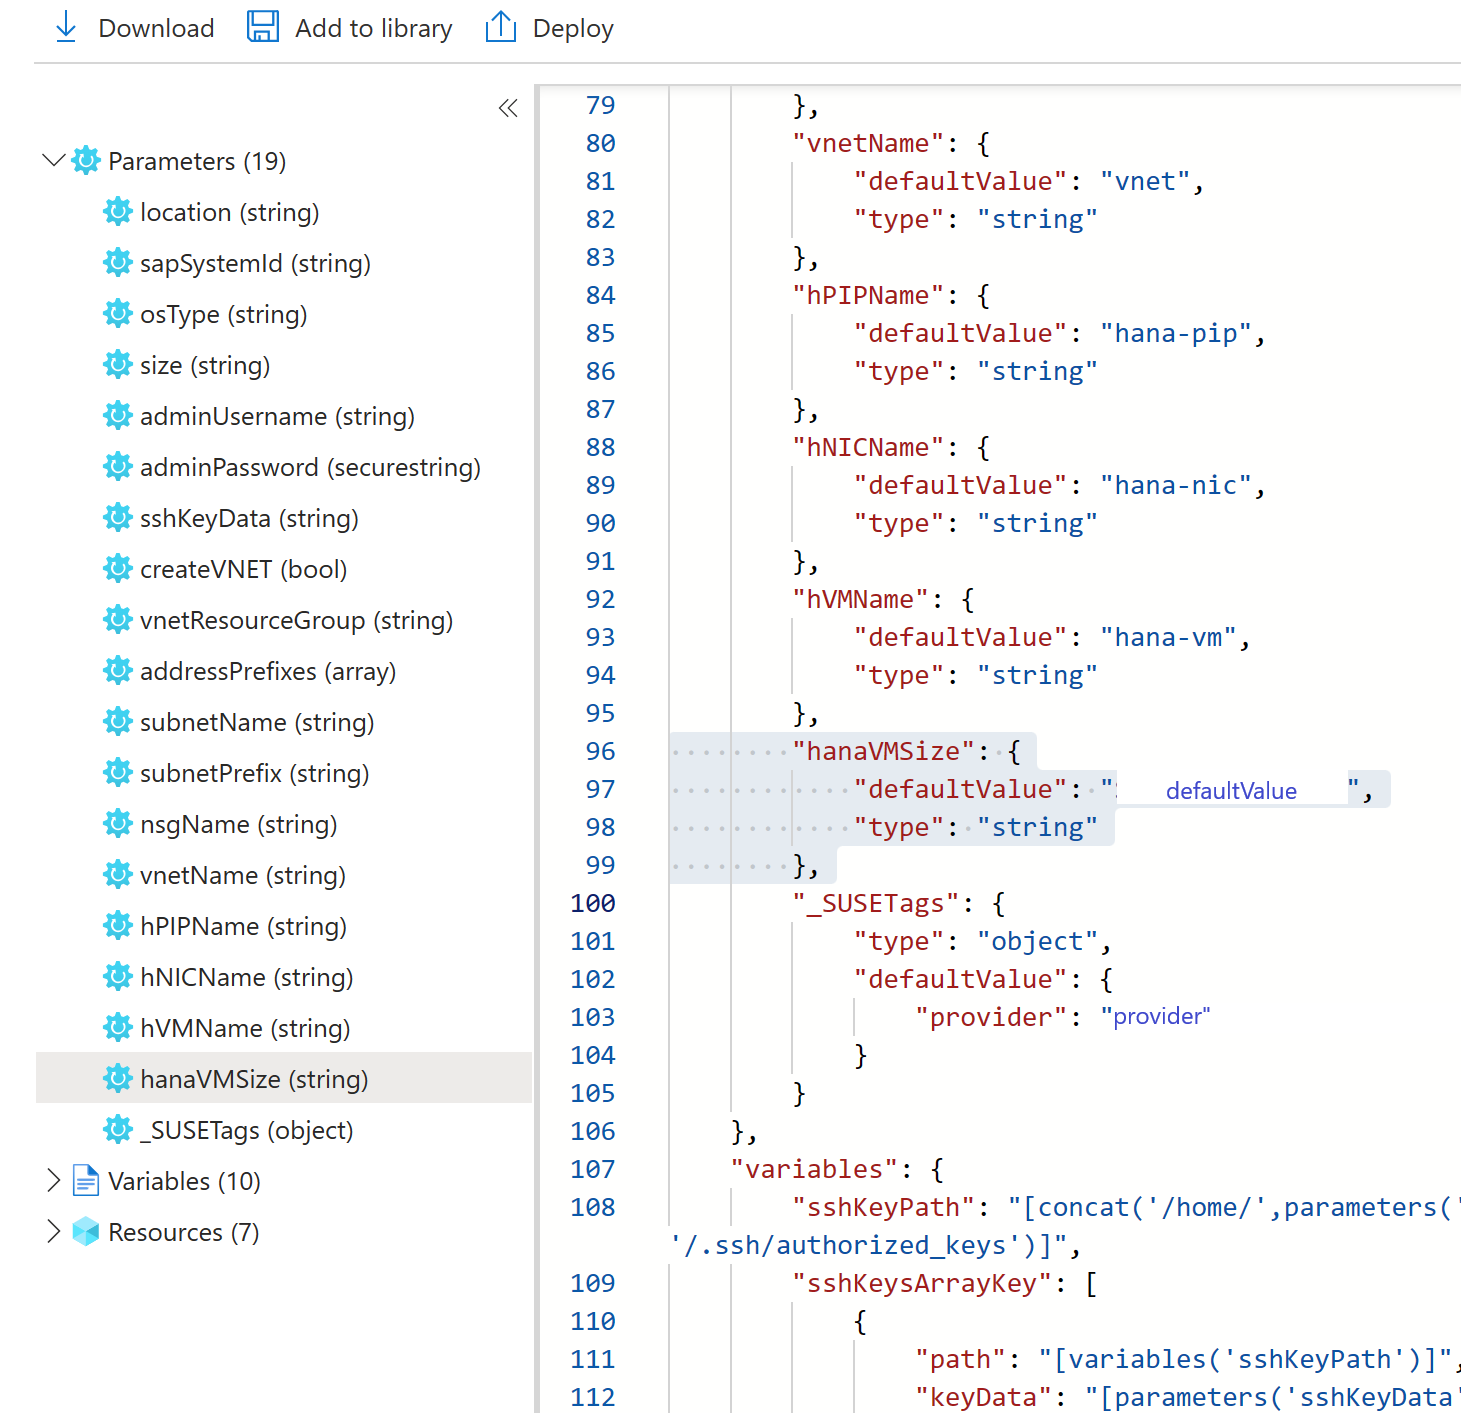 Download Add to library Deploy
Parameters (19)
location (string)
sapSystemId (string)
osType (string)
size (string)
adminUsername (string)
adminPassword (securestring)
sshKeyData (string)
createVNET (bool)
vnetResourceGroup (string)
addressPrefixes (array)
subnetName (string)
subnetPrefix (string)
nsgName (string)
vnetName (string)
hPIPName (string)
hNICName (string)
hVMName (string)
hanaVMSize (string)
_SUSETags (object)
Variables (10)
Resources (7)
79 },
80 "vnetName": {
81 "defaultValue": "vnet",
82 "type": "string"
83 },
84 "hPIPName": {
85 "defaultValue": "hana-pip",
86 "type": "string"
87 },
88 "hNICName": {
89 "defaultValue": "hana-nic",
90 "type": "string"
91 },
92 "hVMName": {
93 "defaultValue": "hana-vm",
94 "type": "string"
95 },
96 "hanaVMSize": {
97 "defaultValue": " defaultValue ",
98 "type": "string"
99 },
100 "_SUSETags": {
101 "type": "object",
102 "defaultValue": {
103 "provider": "provider"
104 }
105 }
106 },
107 "variables": {
108 "sshKeyPath": "[concat('/home/',parameters('
'/.ssh/authorized_keys')]",
109 "sshKeysArrayKey": [
110 {
111 "path": "[variables('sshKeyPath')]",
112 "keyData": "[parameters('sshKeyData'